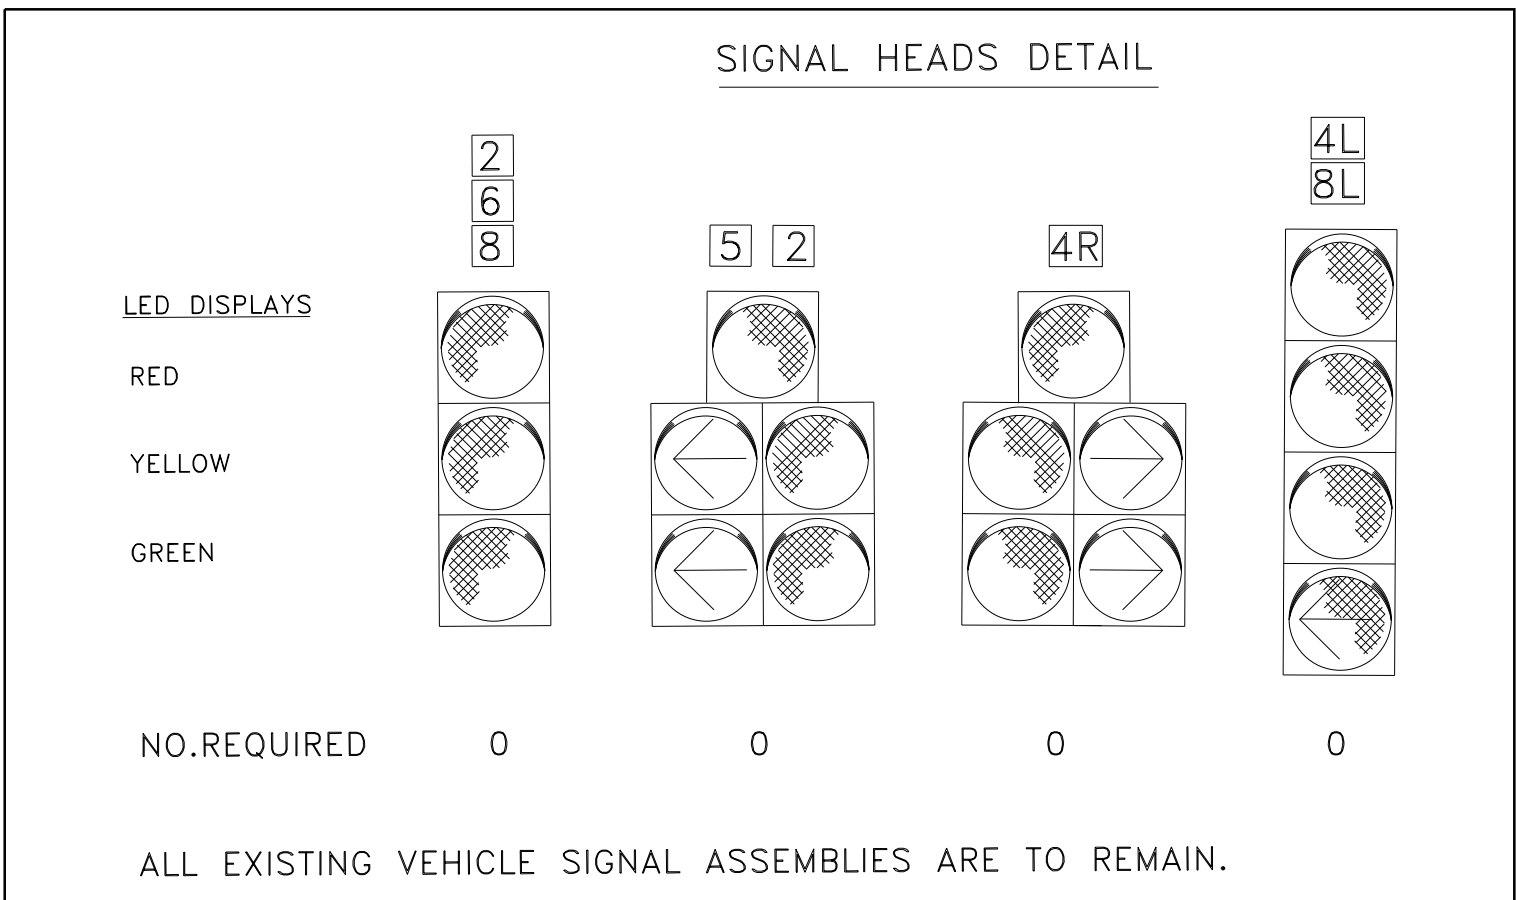 SIGNAL HEADS DETAIL
4L
8L
2
6
8
5 2
4R
LED DISPLAYS
RED
YELLOW
GREEN
NO.REQUIRED 0 0 0 0
ALL EXISTING VEHICLE SIGNAL ASSEMBLIES ARE TO REMAIN.